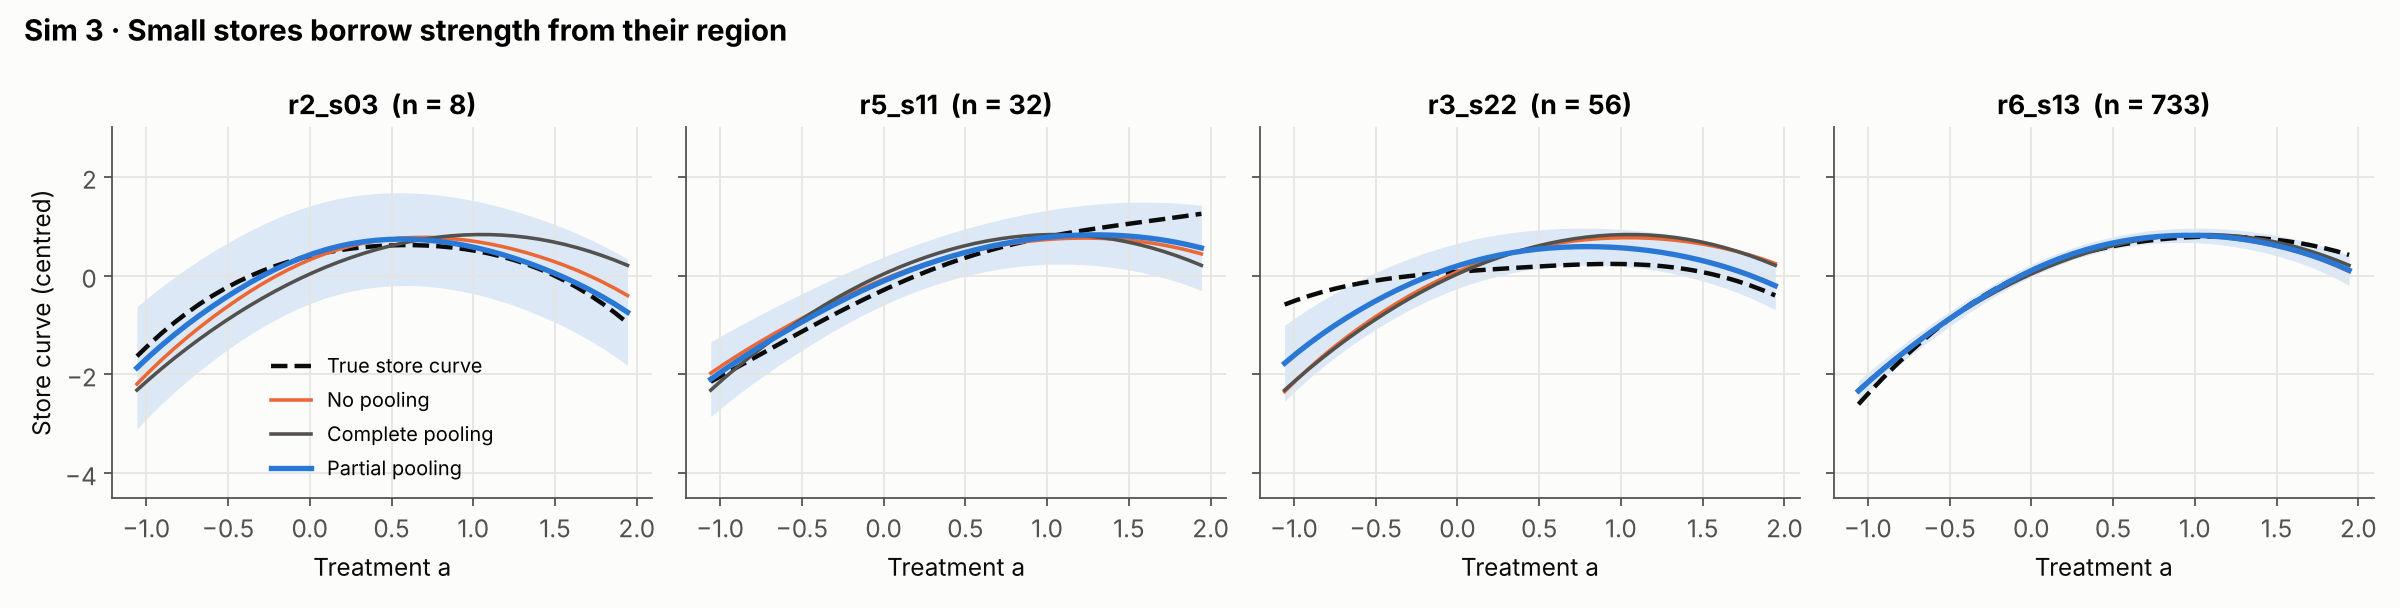 Sim 3 · Small stores borrow strength from their region
r2_s03 (n = 8)
r5_s11 (n = 32)
r3_s22 (n = 56)
r6_s13 (n = 733)
Store curve (centred)
2
0
−2
−4
True store curve
No pooling
Complete pooling
Partial pooling
−1.0 −0.5 0.0 0.5 1.0 1.5 2.0
−1.0 −0.5 0.0 0.5 1.0 1.5 2.0
−1.0 −0.5 0.0 0.5 1.0 1.5 2.0
−1.0 −0.5 0.0 0.5 1.0 1.5 2.0
Treatment a
Treatment a
Treatment a
Treatment a